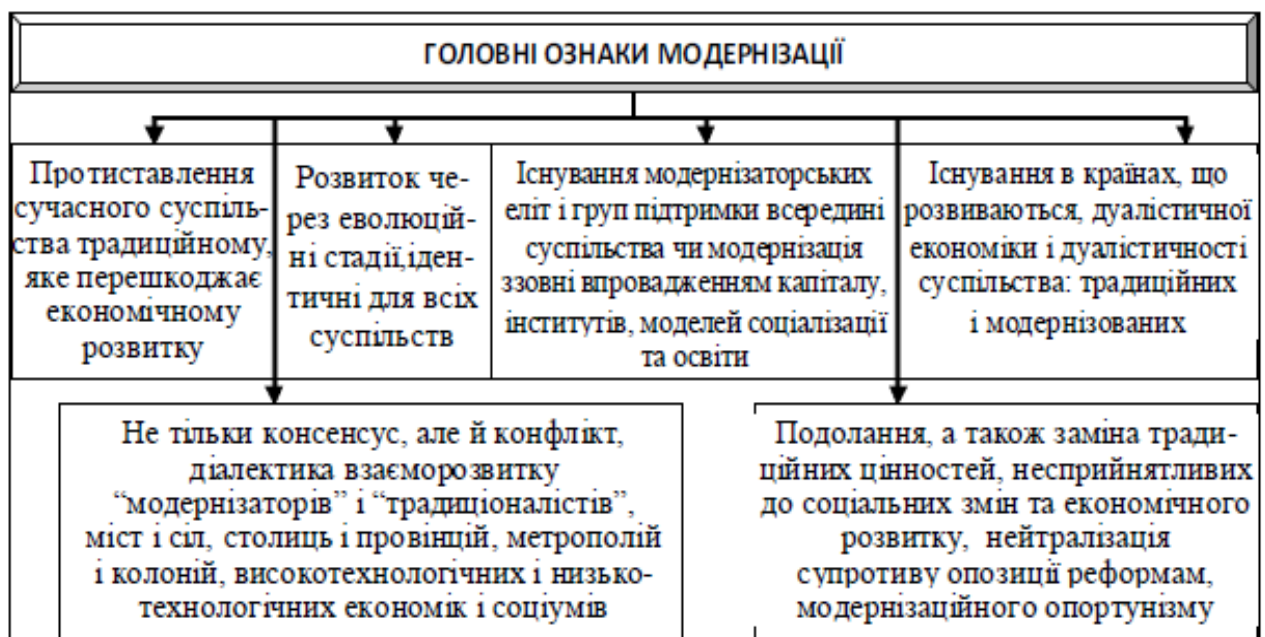 ГОЛОВНІ ОЗНАКИ МОДЕРНІЗАЦІЇ
Протиставлення
сучасного суспіль-
ства традиційному,
яке перешкоджає
економічному
розвитку
Розвиток че-
рез еволюцій-
ні стадії,іден-
тичні для всіх
суспільств
Існування модернізаторських
еліт і груп підтримки всередині
суспільства чи модернізація
ззовні впровадженням капіталу,
інститутів, моделей соціалізації
та освіти
Існування в країнах, що
розвиваються, дуалістичної
економіки і дуалістичності
суспільства: традиційних
і модернізованих
Не тільки консенсус, але й конфлікт,
діалектика взаєморозвитку
“модернізаторів” і “традиціоналістів”,
міст і сіл, столиць і провінцій, метрополій
і колоній, високотехнологічних і низько-
технологічних економік і соціумів
Подолання, а також заміна тради-
ційних цінностей, несприйнятливих
до соціальних змін та економічного
розвитку, нейтралізація
супротиву опозиції реформам,
модернізаційного опортунізму